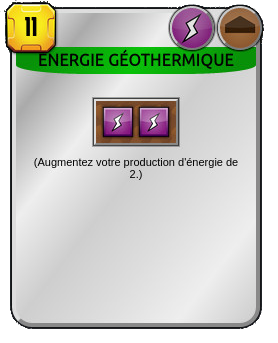 11
ÉNERGIE GÉOTHERMIQUE
(Augmentez votre production d'énergie de
2.)